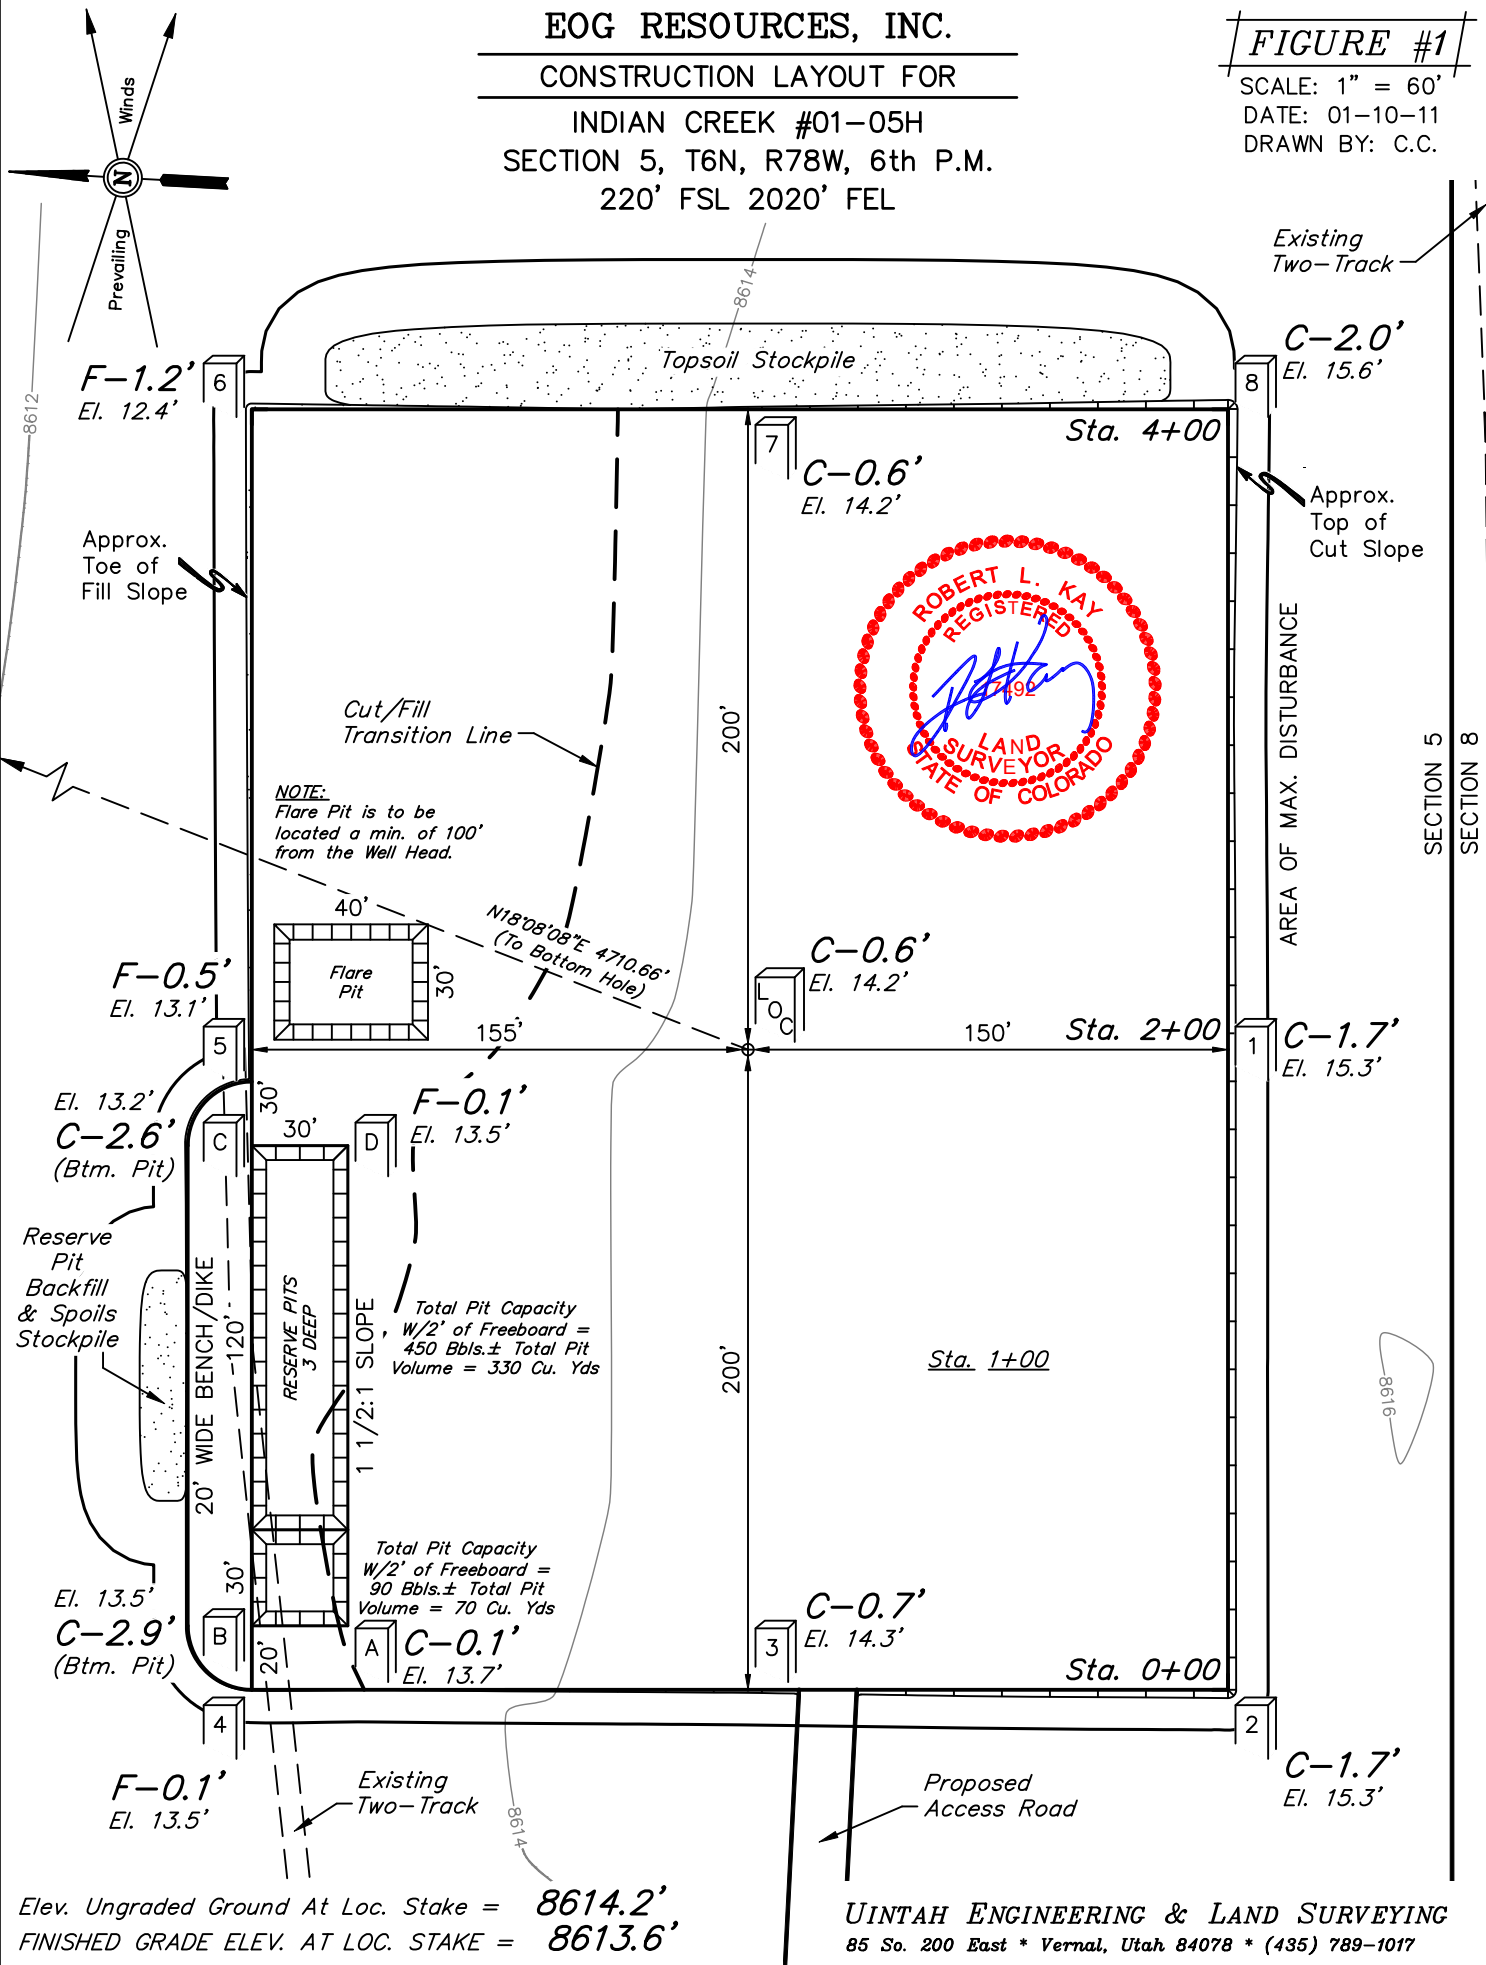 EOG RESOURCES, INC.
CONSTRUCTION LAYOUT FOR
INDIAN CREEK #01-05H
SECTION 5, T6N, R78W, 6th P.M.
220' FSL 2020' FEL
FIGURE #1
SCALE: 1" = 60'
DATE: 01-10-11
DRAWN BY: C.C.
Winds
N
Prevailing
Existing
Two-Track
8614
8612
Topsoil Stockpile
F-1.2'
El. 12.4'
6
C-2.0'
El. 15.6'
8
Sta. 4+00
7
C-0.6'
El. 14.2'
Approx.
Toe of
Fill Slope
Approx.
Top of
Cut Slope
ROBERT L. KAY
REGISTERED
7492
LAND
SURVEYOR
STATE OF COLORADO
Cut/Fill
Transition Line
200'
AREA OF MAX. DISTURBANCE
SECTION 5
SECTION 8
NOTE:
Flare Pit is to be
located a min. of 100'
from the Well Head.
40'
Flare
Pit
30'
N18°08'08"E 4710.66'
(To Bottom Hole)
C-0.6'
El. 14.2'
LOC
F-0.5'
El. 13.1'
5
155'
150'
Sta. 2+00
1
C-1.7'
El. 15.3'
El. 13.2'
C-2.6'
(Btm. Pit)
C
30'
30'
D
F-0.1'
El. 13.5'
Reserve
Pit
Backfill
& Spoils
Stockpile
20' WIDE BENCH/DIKE
120'
RESERVE PITS
3 DEEP
1 1/2:1 SLOPE
Total Pit Capacity
W/2' of Freeboard =
450 Bbls.± Total Pit
Volume = 330 Cu. Yds
200'
Sta. 1+00
8616
Total Pit Capacity
W/2' of Freeboard =
90 Bbls.± Total Pit
Volume = 70 Cu. Yds
El. 13.5'
C-2.9'
(Btm. Pit)
30'
B
20'
A
C-0.1'
El. 13.7'
3
C-0.7'
El. 14.3'
Sta. 0+00
4
F-0.1'
El. 13.5'
2
C-1.7'
El. 15.3'
Existing
Two-Track
8614
Proposed
Access Road
Elev. Ungraded Ground At Loc. Stake = 8614.2'
FINISHED GRADE ELEV. AT LOC. STAKE = 8613.6'
UINTAH ENGINEERING & LAND SURVEYING
85 So. 200 East * Vernal, Utah 84078 * (435) 789-1017